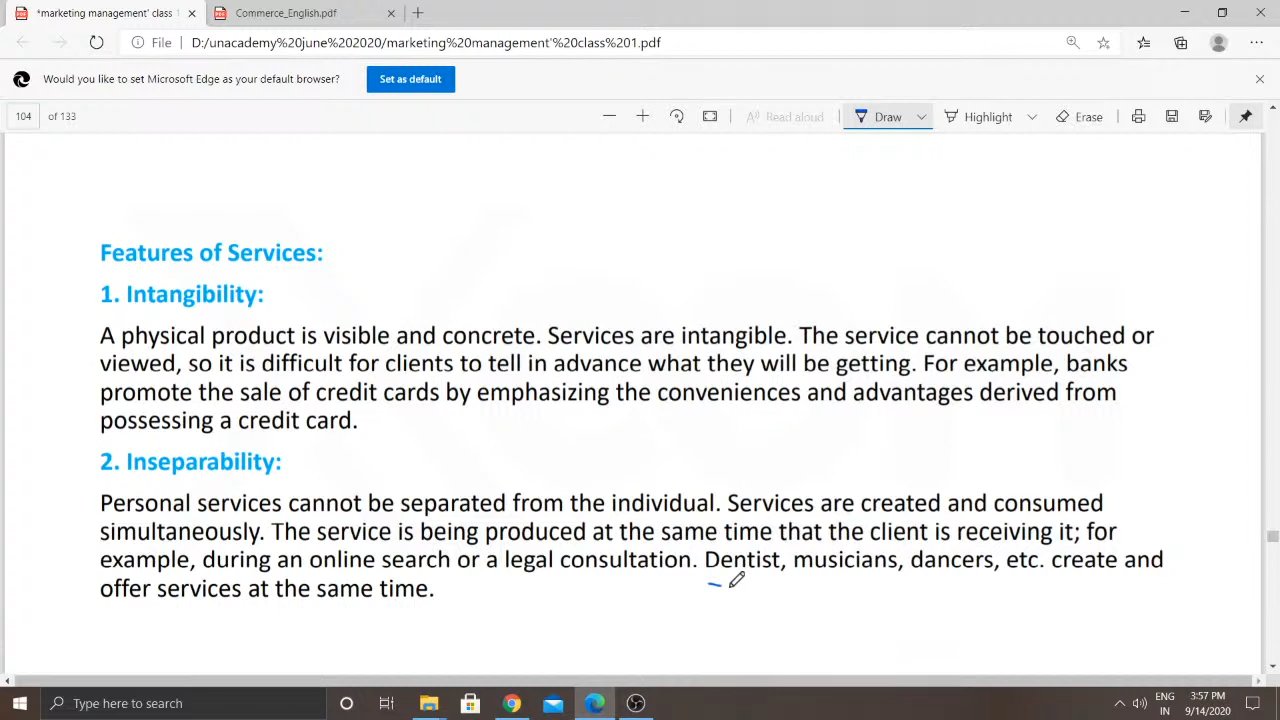 *marketing management' class 1
Commerce_English.pdf
File D:/unacademy%20june%202020/marketing%20management'%20class%201.pdf
Would you like to set Microsoft Edge as your default browser? Set as default
104 of 133 Read aloud Draw Highlight Erase
Features of Services:
1. Intangibility:
A physical product is visible and concrete. Services are intangible. The service cannot be touched or
viewed, so it is difficult for clients to tell in advance what they will be getting. For example, banks
promote the sale of credit cards by emphasizing the conveniences and advantages derived from
possessing a credit card.
2. Inseparability:
Personal services cannot be separated from the individual. Services are created and consumed
simultaneously. The service is being produced at the same time that the client is receiving it; for
example, during an online search or a legal consultation. Dentist, musicians, dancers, etc. create and
offer services at the same time.
Type here to search
ENG 3:57 PM
IN 9/14/2020